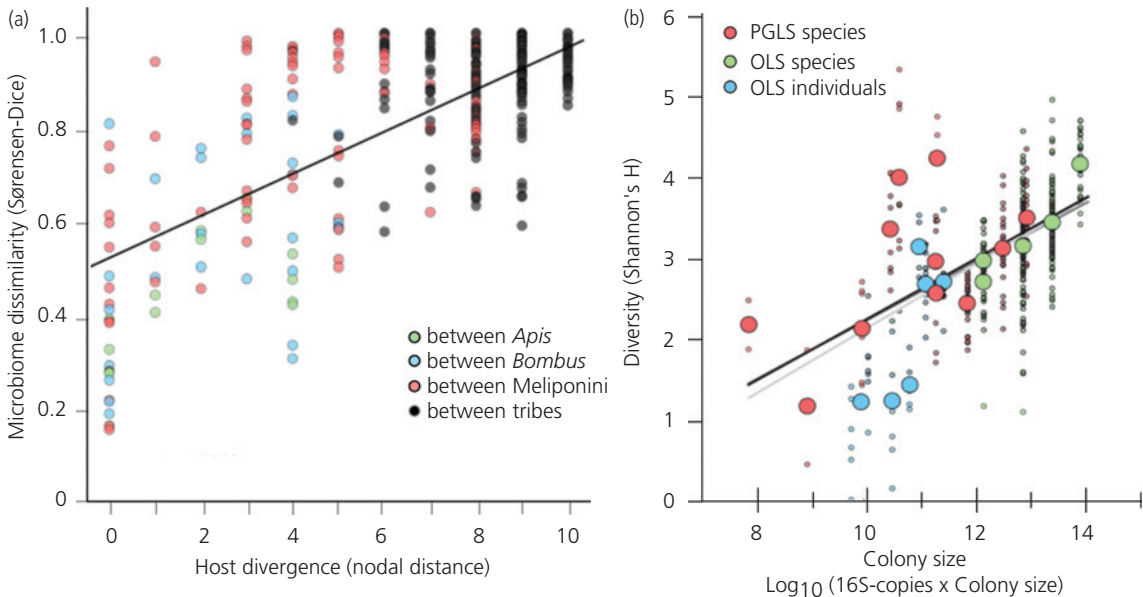 (a)
1.0
0.8
0.6
0.4
0.2
0
Microbiome dissimilarity (Sørensen-Dice)
between Apis
between Bombus
between Meliponini
between tribes
0 2 4 6 8 10
Host divergence (nodal distance)
(b)
6
5
4
3
2
1
0
Diversity (Shannon's H)
PGLS species
OLS species
OLS individuals
8 10 12 14
Colony size
Log10 (16S-copies x Colony size)